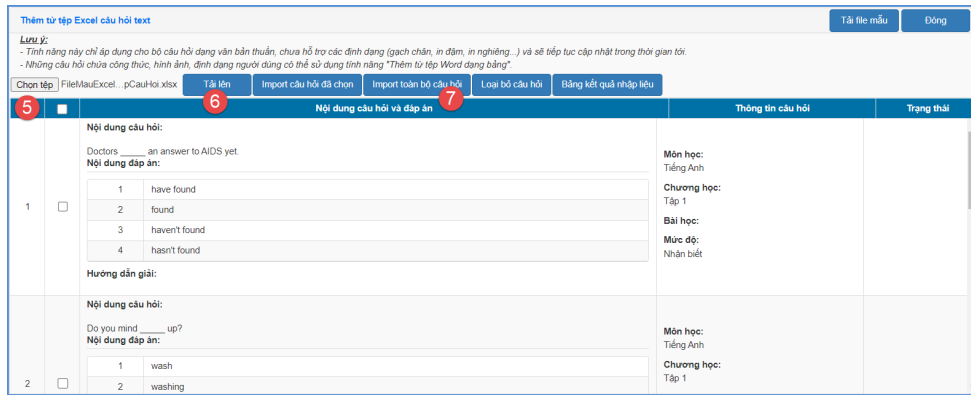 Thêm từ tệp Excel câu hỏi text
Tải file mẫu
Đóng
Lưu ý:
- Tính năng này chỉ áp dụng cho bộ câu hỏi dạng văn bản thuần, chưa hỗ trợ các định dạng (gạch chân, in đậm, in nghiêng...) và sẽ tiếp tục cập nhật trong thời gian tới.
- Những câu hỏi chứa công thức, hình ảnh, định dạng người dùng có thể sử dụng tính năng "Thêm từ tệp Word dạng bảng".
Chọn tệp FileMauExcel...pCauHoi.xlsx Tải lên Import câu hỏi đã chọn Import toàn bộ câu hỏi Loại bỏ câu hỏi Bảng kết quả nhập liệu
5 6 7
Nội dung câu hỏi và đáp án Thông tin câu hỏi Trạng thái
1
Nội dung câu hỏi:
Doctors _____ an answer to AIDS yet.
Nội dung đáp án:
1 have found
2 found
3 haven't found
4 hasn't found
Hướng dẫn giải:
Môn học:
Tiếng Anh
Chương học:
Tập 1
Bài học:
Mức độ:
Nhận biết
2
Nội dung câu hỏi:
Do you mind _____ up?
Nội dung đáp án:
1 wash
2 washing
Môn học:
Tiếng Anh
Chương học:
Tập 1